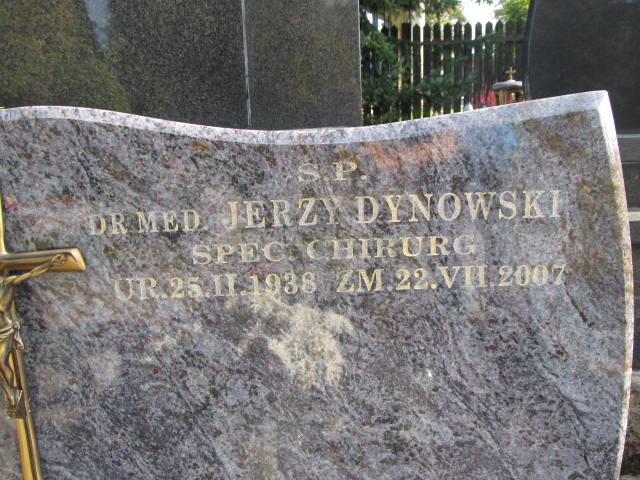 S.P.
DR MED. JERZY DYNOWSKI
SPEC. CHIRURG
UR.25.II.1938 ZM 22.VII.2007